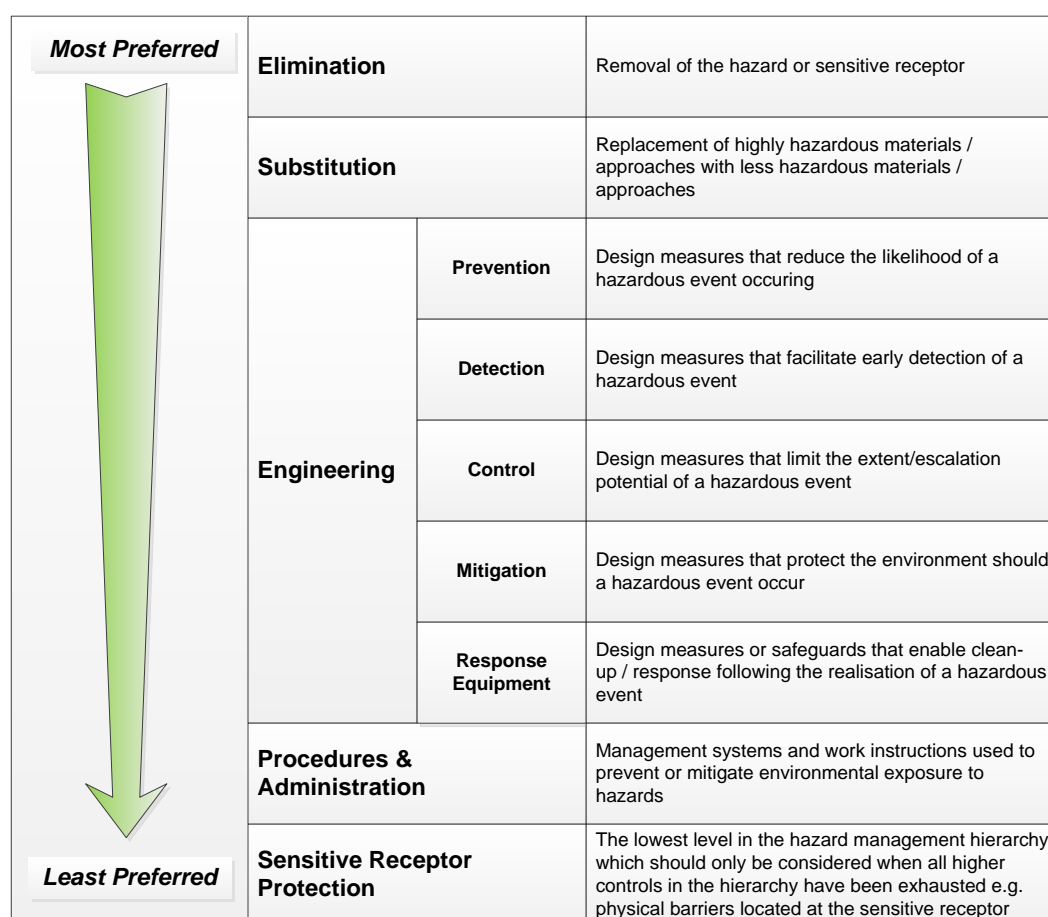 Most Preferred
Elimination
Removal of the hazard or sensitive receptor
Substitution
Replacement of highly hazardous materials /
approaches with less hazardous materials /
approaches
Engineering
Prevention
Design measures that reduce the likelihood of a
hazardous event occuring
Detection
Design measures that facilitate early detection of a
hazardous event
Control
Design measures that limit the extent/escalation
potential of a hazardous event
Mitigation
Design measures that protect the environment should
a hazardous event occur
Response
Equipment
Design measures or safeguards that enable clean-
up / response following the realisation of a hazardous
event
Procedures &
Administration
Management systems and work instructions used to
prevent or mitigate environmental exposure to
hazards
Least Preferred
Sensitive Receptor
Protection
The lowest level in the hazard management hierarchy
which should only be considered when all higher
controls in the hierarchy have been exhausted e.g.
physical barriers located at the sensitive receptor